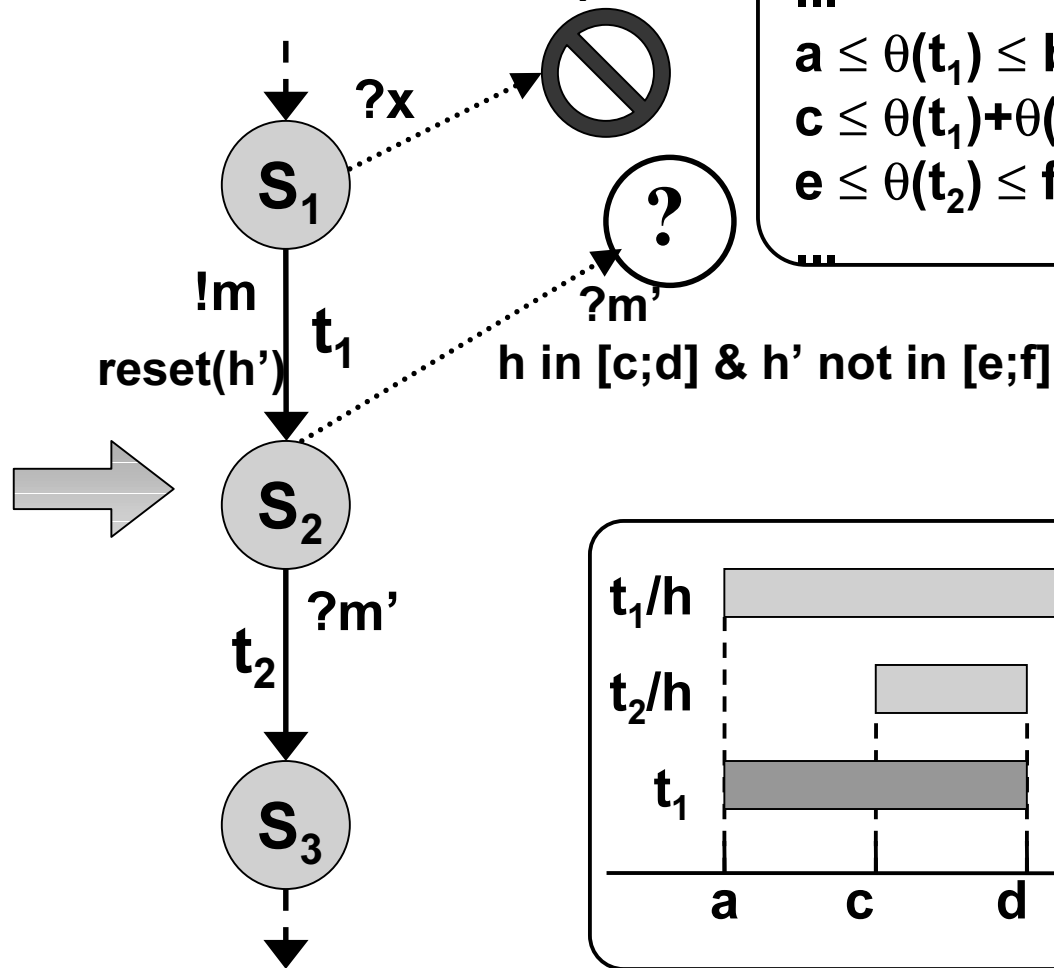 ...
a ≤ θ(t₁) ≤ b
c ≤ θ(t₁)+θ(
e ≤ θ(t₂) ≤ f
...
?x
S₁
?
!m
t₁
?m’
reset(h’)
h in [c;d] & h’ not in [e;f]
S₂
?m’
t₂
S₃
t₁/h
t₂/h
t₁
a c d